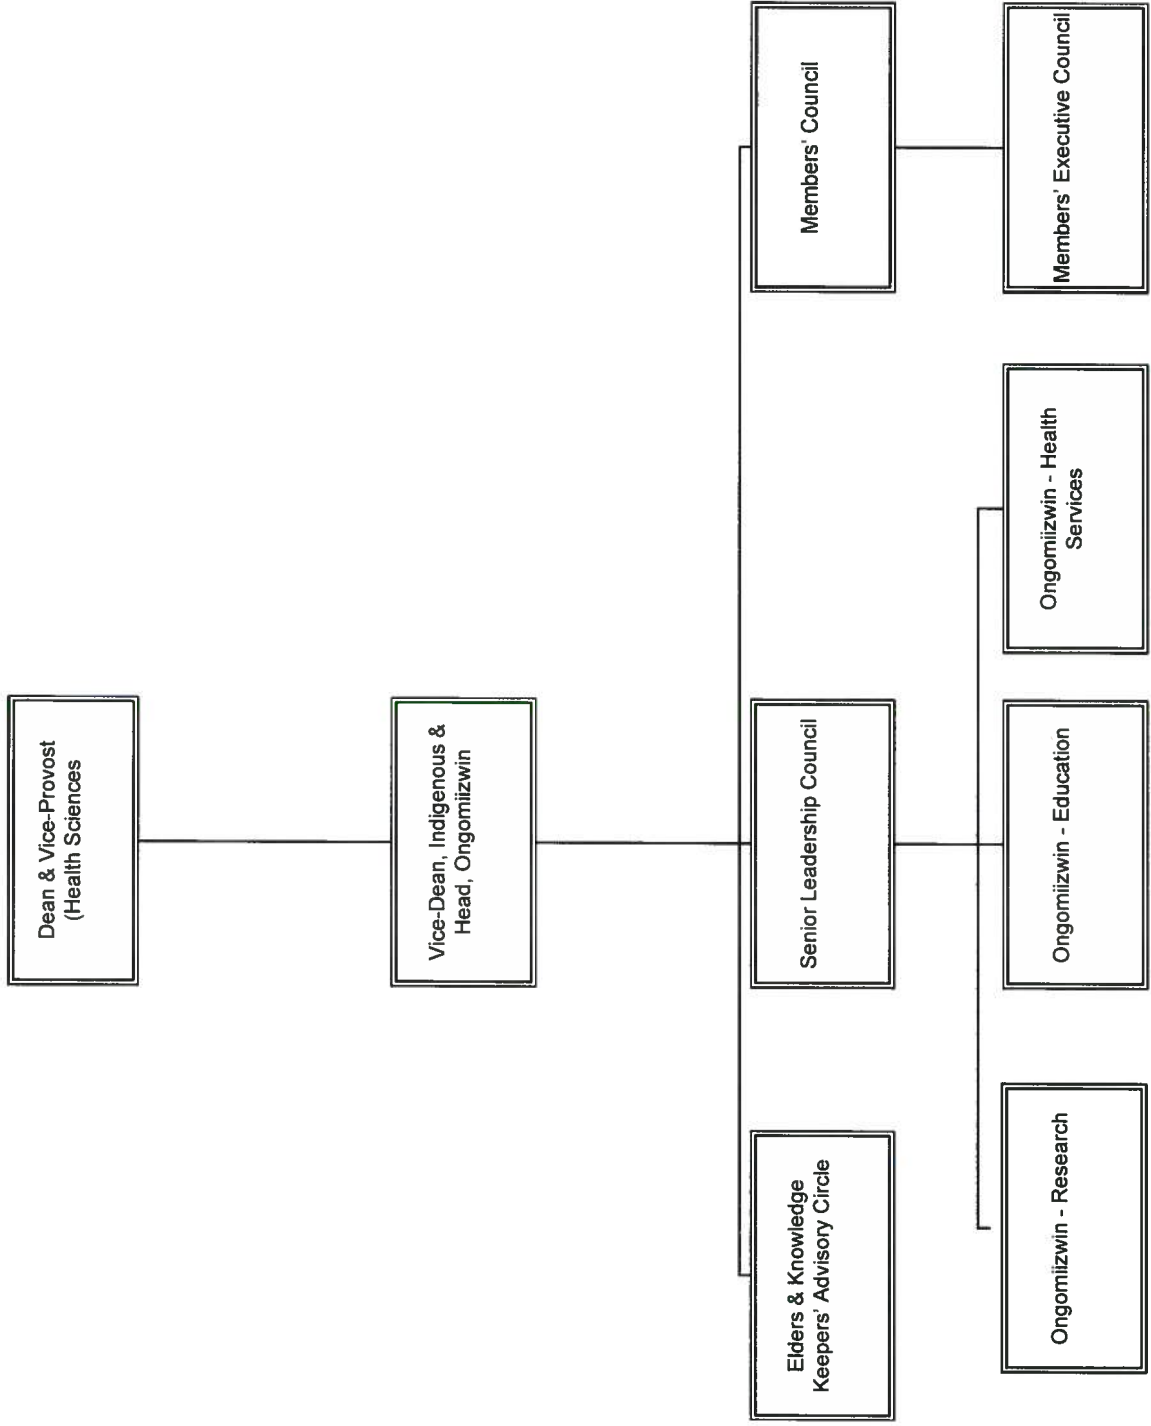 Dean & Vice-Provost
(Health Sciences
Vice-Dean, Indigenous &
Head, Ongomiizwin
Elders & Knowledge
Keepers' Advisory Circle
Senior Leadership Council
Members' Council
Ongomiizwin - Research
Ongomiizwin - Education
Ongomiizwin - Health
Services
Members' Executive Council